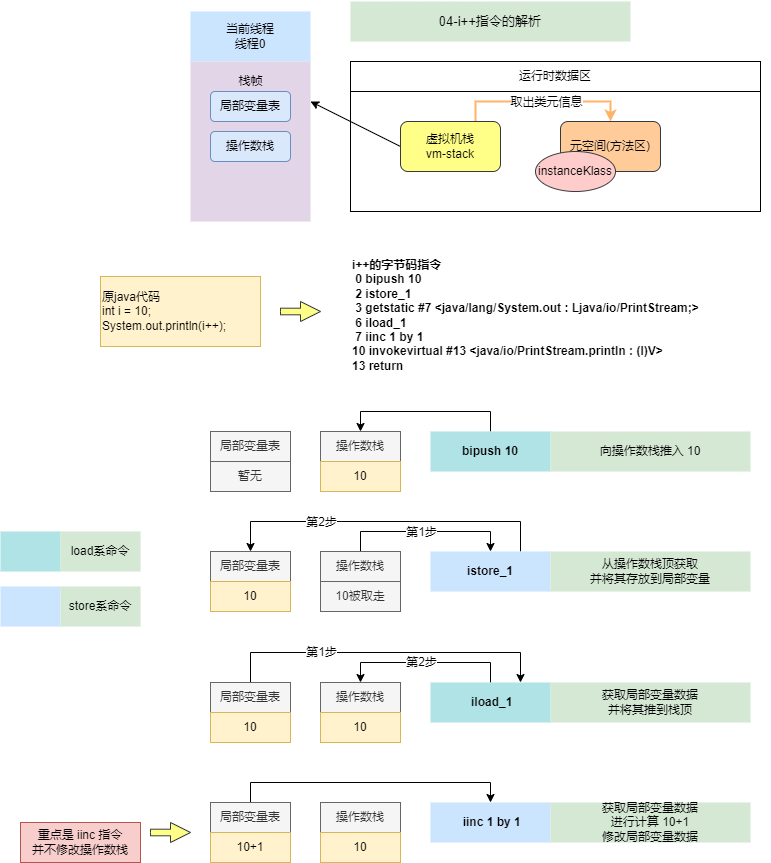 当前线程
线程0
04-i++指令的解析
栈帧
局部变量表
操作数栈
运行时数据区
取出类元信息
虚拟机栈
vm-stack
元空间(方法区)
instanceKlass
原java代码
int i = 10;
System.out.println(i++);
i++的字节码指令
0 bipush 10
2 istore_1
3 getstatic #7 <java/lang/System.out : Ljava/io/PrintStream;>
6 iload_1
7 iinc 1 by 1
10 invokevirtual #13 <java/io/PrintStream.println : (I)V>
13 return
局部变量表
暂无
操作数栈
10
bipush 10
向操作数栈推入 10
load系命令
store系命令
第2步
第1步
局部变量表
10
操作数栈
10被取走
istore_1
从操作数栈顶获取
并将其存放到局部变量
第1步
第2步
局部变量表
10
操作数栈
10
iload_1
获取局部变量数据
并将其推到栈顶
重点是 iinc 指令
并不修改操作数栈
局部变量表
10+1
操作数栈
10
iinc 1 by 1
获取局部变量数据
进行计算 10+1
修改局部变量数据